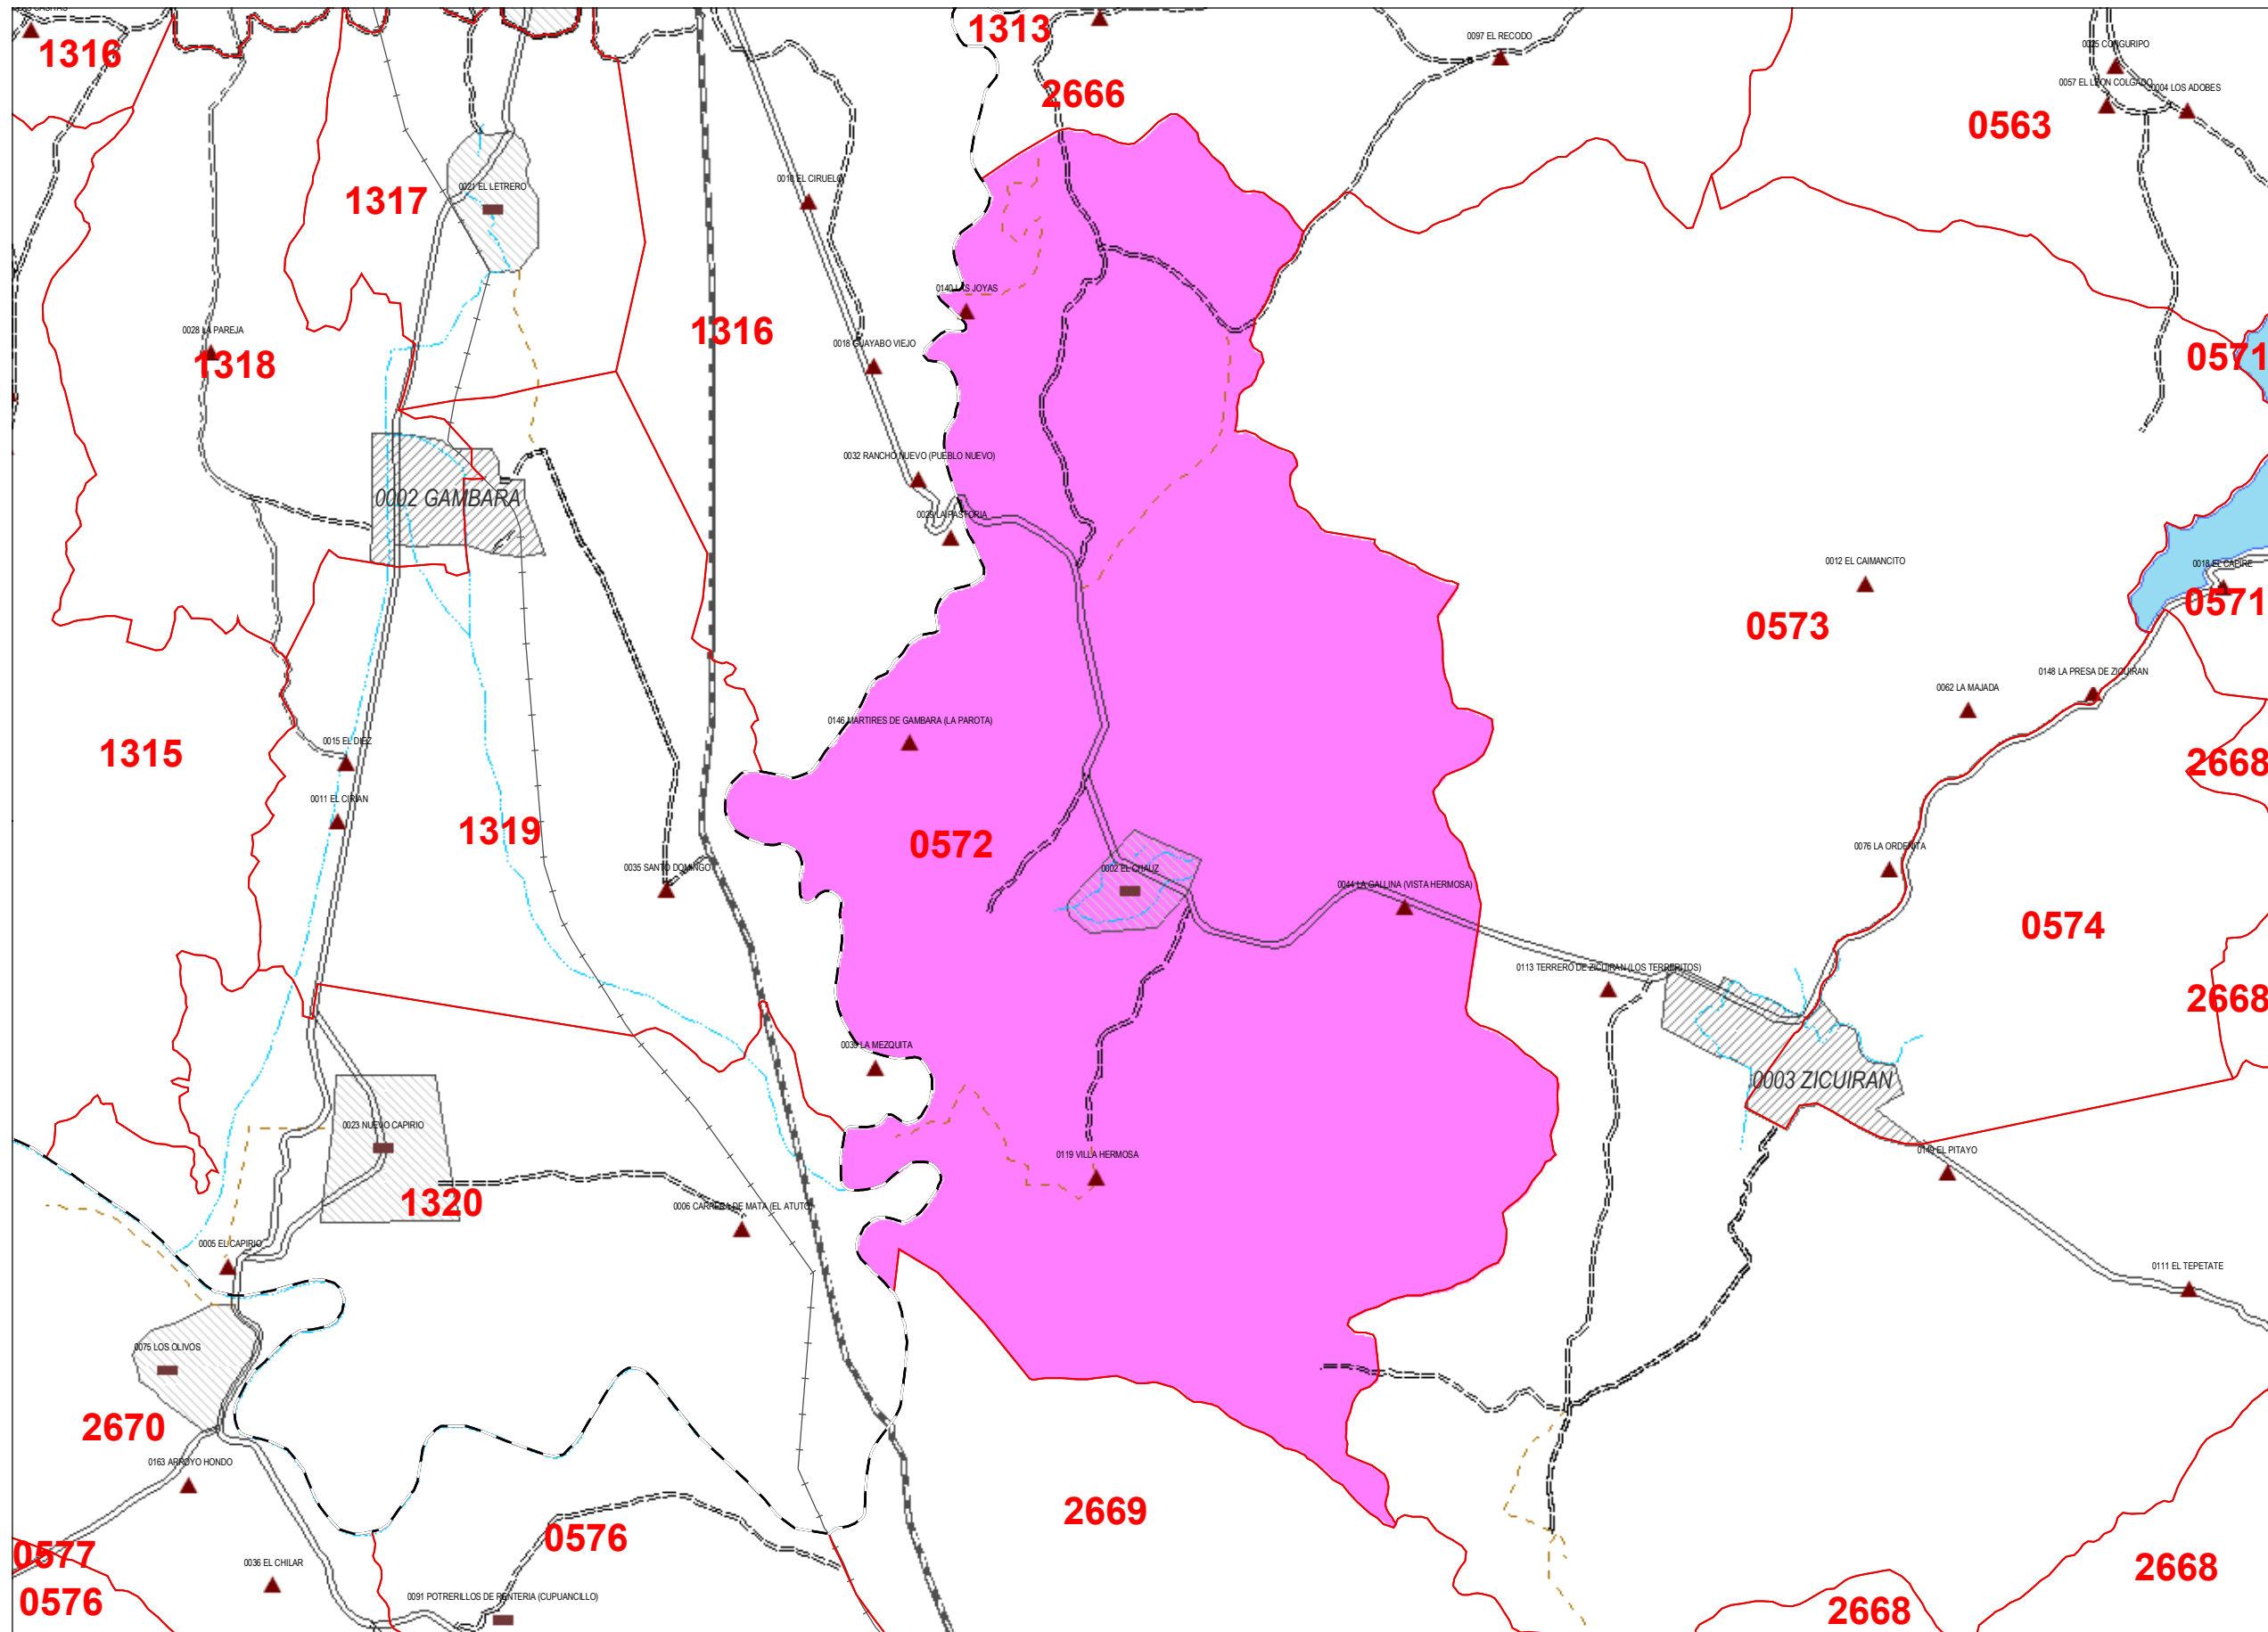 1316
1313
0097 EL RECODO
0025 CONGURIPO
0057 EL LEON COLGADO
0004 LOS ADOBES
2666
0563
0021 EL LETRERO
1317
0010 EL CIRUELO
0140 LAS JOYAS
0028 LA PAREJA
1318
1316
0018 GUAYABO VIEJO
0571
0032 RANCHO NUEVO (PUEBLO NUEVO)
0002 GAMBARA
0029 LA PASTORIA
0012 EL CAIMANCITO
0018 EL CAPIRE
0571
0573
0148 LA PRESA DE ZICUIRAN
0062 LA MAJADA
0146 MARTIRES DE GAMBARA (LA PAROTA)
0015 EL DIEZ
1315
2668
0011 EL CIRIAN
1319
0572
0076 LA ORDEÑITA
0035 SANTO DOMINGO
0002 EL CHAUZ
0044 LA GALLINA (VISTA HERMOSA)
0574
0113 TERRERO DE ZICUIRAN (LOS TERRERITOS)
2668
0039 LA MEZQUITA
0003 ZICUIRAN
0023 NUEVO CAPIRIO
0119 VILLA HERMOSA
0149 EL PITAYO
1320
0006 CARRERA DE MATA (EL ATUTO)
0005 EL CAPIRIO
0111 EL TEPETATE
0075 LOS OLIVOS
2670
0163 ARROYO HONDO
2669
0576
0577
0036 EL CHILAR
2668
0576
0091 POTRERILLOS DE RENTERIA (CUPUANCILLO)
2668